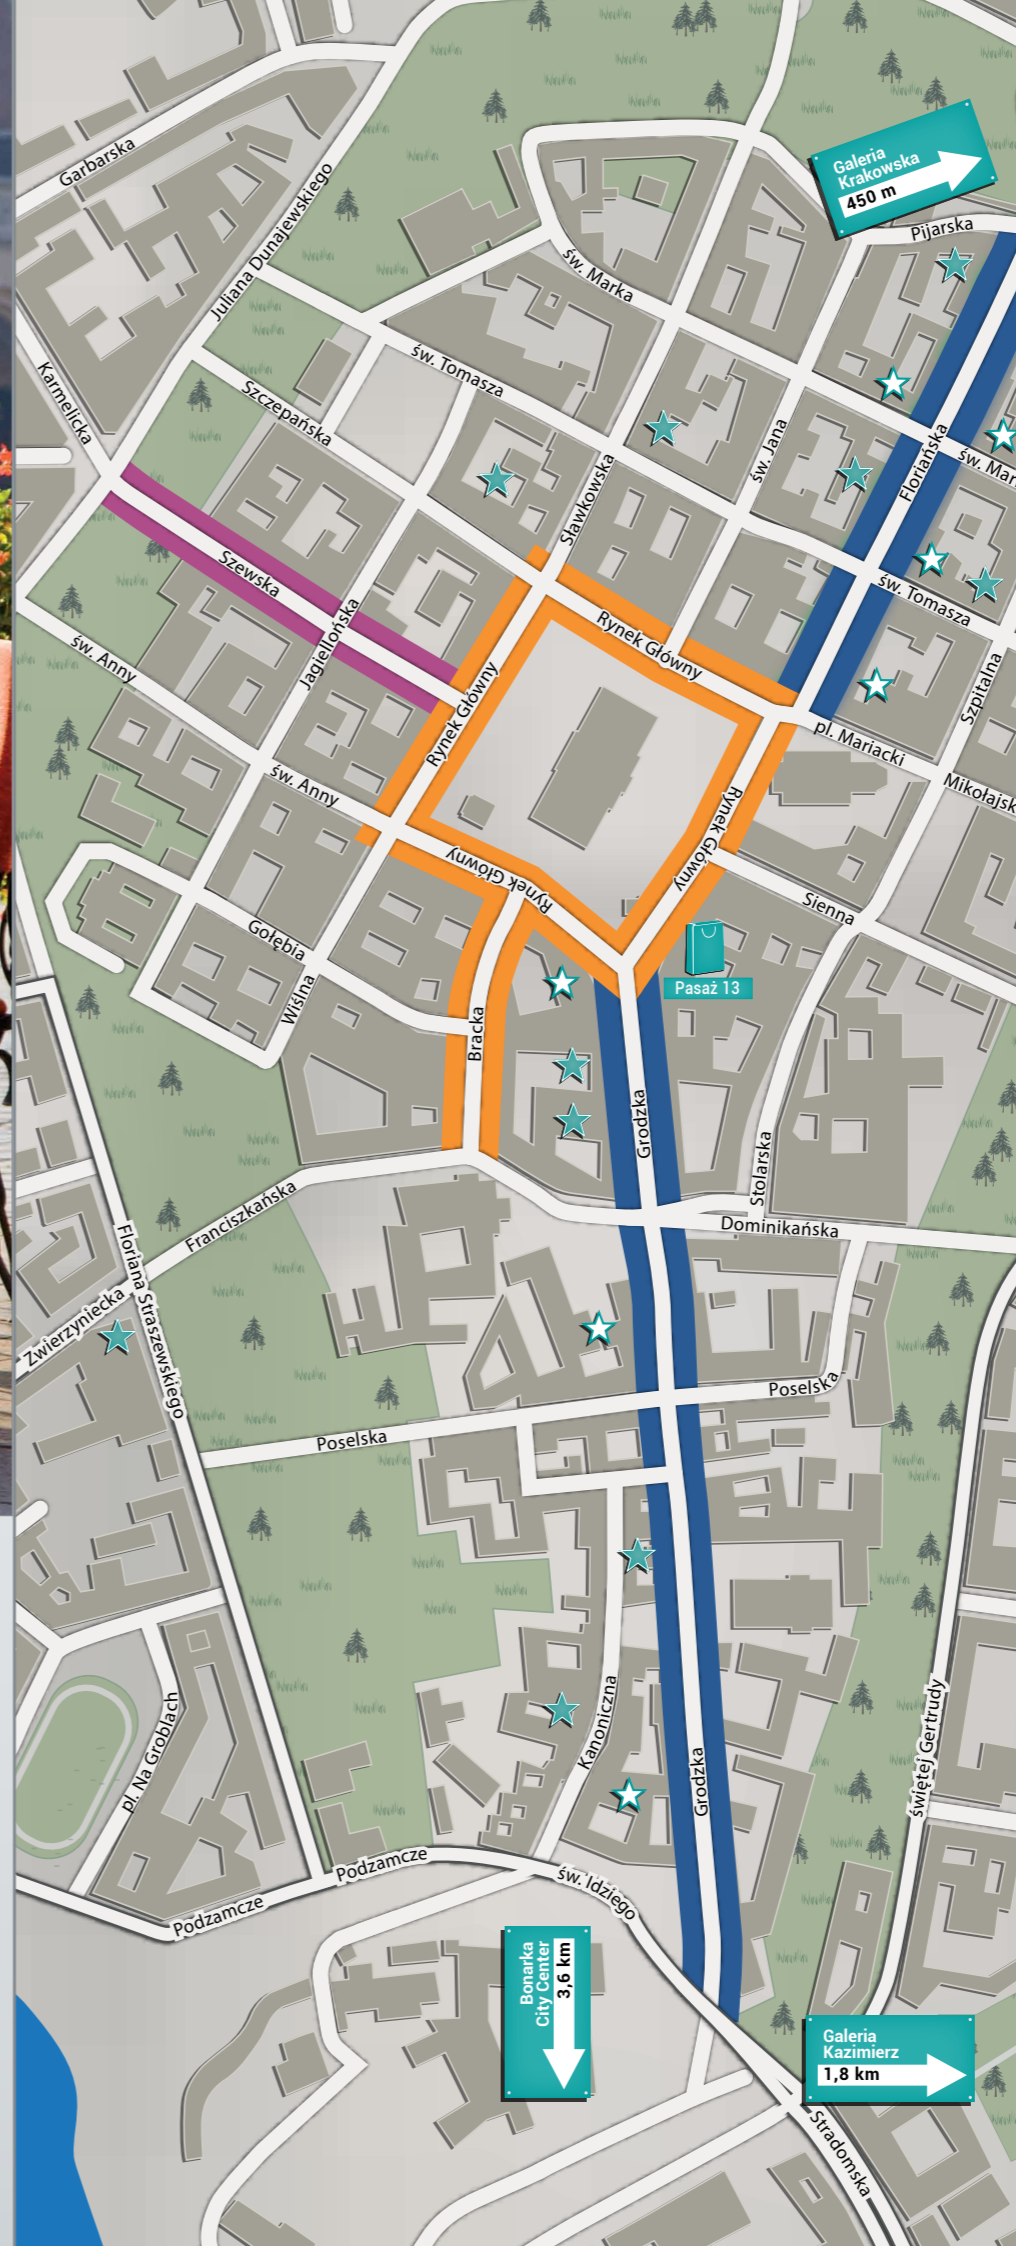 Garbarska
Galeria
Krakowska
450 m
Pijarska
Juliana Dunajewskiego
św. Marka
św. Tomasza
Karmelicka
Szczepańska
św. Jana
Floriańska
św. Mar
Sławkowska
Szewska
św. Tomasza
Jagiellońska
Rynek Główny
św. Anny
Szpitalna
Rynek Główny
pl. Mariacki
św. Anny
Mikołajsk
Rynek Główny
Rynek Główny
Rynek Główny
Sienna
Gołębia
Pasaż 13
Wiślna
Bracka
Grodzka
Stolarska
Franciszkańska
Dominikańska
Floriana Straszewskiego
Zwierzyniecka
Poselska
Poselska
Kanoniczna
świętej Gertrudy
pl. Na Groblach
Grodzka
Podzamcze
św. Idziego
Podzamcze
Bonarka
City Center
3,6 km
Galeria
Kazimierz
1,8 km
Stradomska